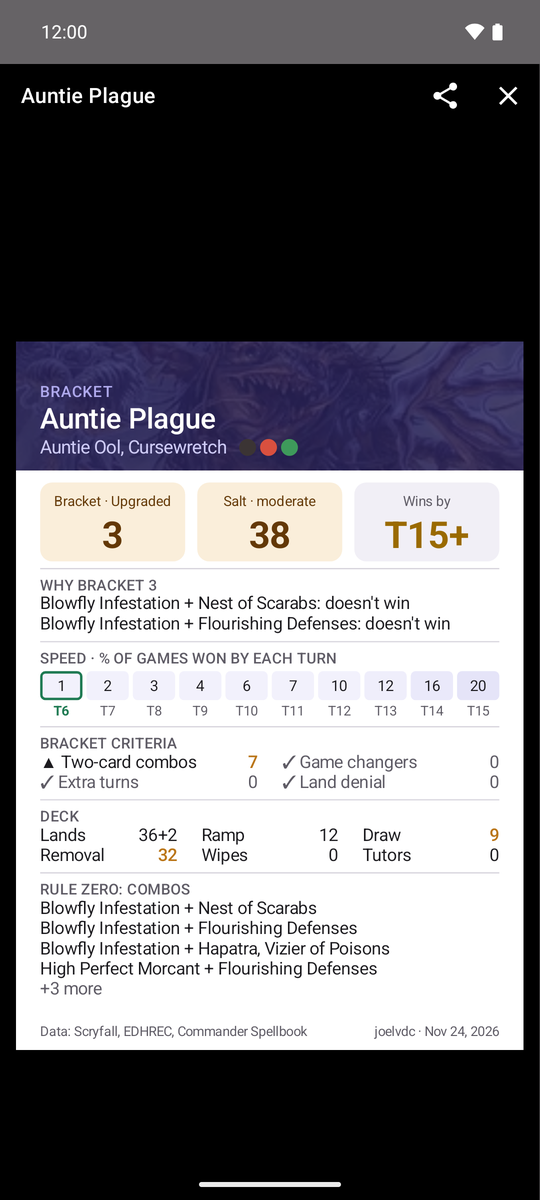 12:00
Auntie Plague
BRACKET
Auntie Plague
Auntie Ool, Cursewretch
Bracket · Upgraded
3
Salt · moderate
38
Wins by
T15+
WHY BRACKET 3
Blowfly Infestation + Nest of Scarabs: doesn't win
Blowfly Infestation + Flourishing Defenses: doesn't win
SPEED · % OF GAMES WON BY EACH TURN
1 2 3 4 6 7 10 12 16 20
T6 T7 T8 T9 T10 T11 T12 T13 T14 T15
BRACKET CRITERIA
▲ Two-card combos 7 ✓ Game changers 0
✓ Extra turns 0 ✓ Land denial 0
DECK
Lands 36+2 Ramp 12 Draw 9
Removal 32 Wipes 0 Tutors 0
RULE ZERO: COMBOS
Blowfly Infestation + Nest of Scarabs
Blowfly Infestation + Flourishing Defenses
Blowfly Infestation + Hapatra, Vizier of Poisons
High Perfect Morcant + Flourishing Defenses
+3 more
Data: Scryfall, EDHREC, Commander Spellbook joelvdc · Nov 24, 2026